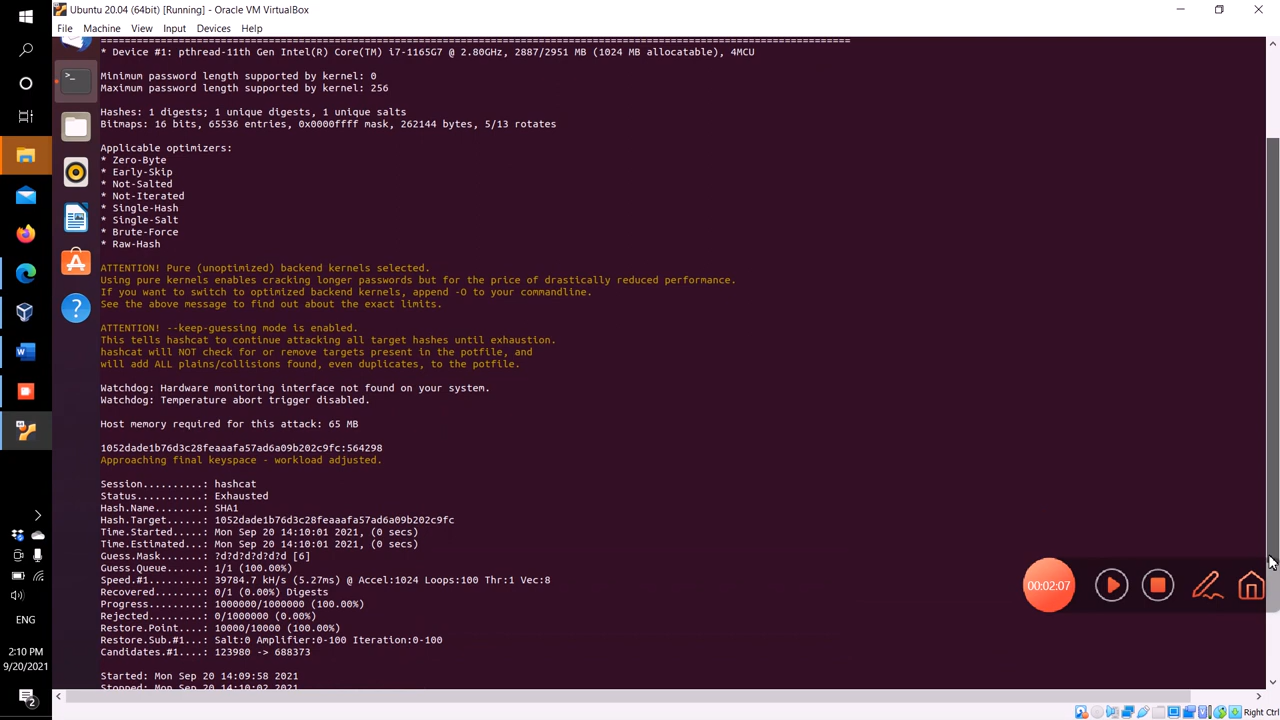 Ubuntu 20.04 (64bit) [Running] - Oracle VM VirtualBox
File Machine View Input Devices Help
* Device #1: pthread-11th Gen Intel(R) Core(TM) i7-1165G7 @ 2.80GHz, 2887/2951 MB (1024 MB allocatable), 4MCU
Minimum password length supported by kernel: 0
Maximum password length supported by kernel: 256
Hashes: 1 digests; 1 unique digests, 1 unique salts
Bitmaps: 16 bits, 65536 entries, 0x0000ffff mask, 262144 bytes, 5/13 rotates
Applicable optimizers:
* Zero-Byte
* Early-Skip
* Not-Salted
* Not-Iterated
* Single-Hash
* Single-Salt
* Brute-Force
* Raw-Hash
ATTENTION! Pure (unoptimized) backend kernels selected.
Using pure kernels enables cracking longer passwords but for the price of drastically reduced performance.
If you want to switch to optimized backend kernels, append -O to your commandline.
See the above message to find out about the exact limits.
ATTENTION! --keep-guessing mode is enabled.
This tells hashcat to continue attacking all target hashes until exhaustion.
hashcat will NOT check for or remove targets present in the potfile, and
will add ALL plains/collisions found, even duplicates, to the potfile.
Watchdog: Hardware monitoring interface not found on your system.
Watchdog: Temperature abort trigger disabled.
Host memory required for this attack: 65 MB
1052dade1b76d3c28feaaafa57ad6a09b202c9fc:564298
Approaching final keyspace - workload adjusted.
Session..........: hashcat
Status...........: Exhausted
Hash.Name........: SHA1
Hash.Target......: 1052dade1b76d3c28feaaafa57ad6a09b202c9fc
Time.Started.....: Mon Sep 20 14:10:01 2021, (0 secs)
Time.Estimated...: Mon Sep 20 14:10:01 2021, (0 secs)
Guess.Mask.......: ?d?d?d?d?d?d [6]
Guess.Queue......: 1/1 (100.00%)
Speed.#1.........: 39784.7 kH/s (5.27ms) @ Accel:1024 Loops:100 Thr:1 Vec:8
Recovered........: 0/1 (0.00%) Digests
Progress.........: 1000000/1000000 (100.00%)
Rejected.........: 0/1000000 (0.00%)
Restore.Point....: 10000/10000 (100.00%)
Restore.Sub.#1...: Salt:0 Amplifier:0-100 Iteration:0-100
Candidates.#1....: 123980 -> 688373
Started: Mon Sep 20 14:09:58 2021
Stopped: Mon Sep 20 14:10:02 2021
00:02:07
ENG
2:10 PM
9/20/2021
2
Right Ctrl